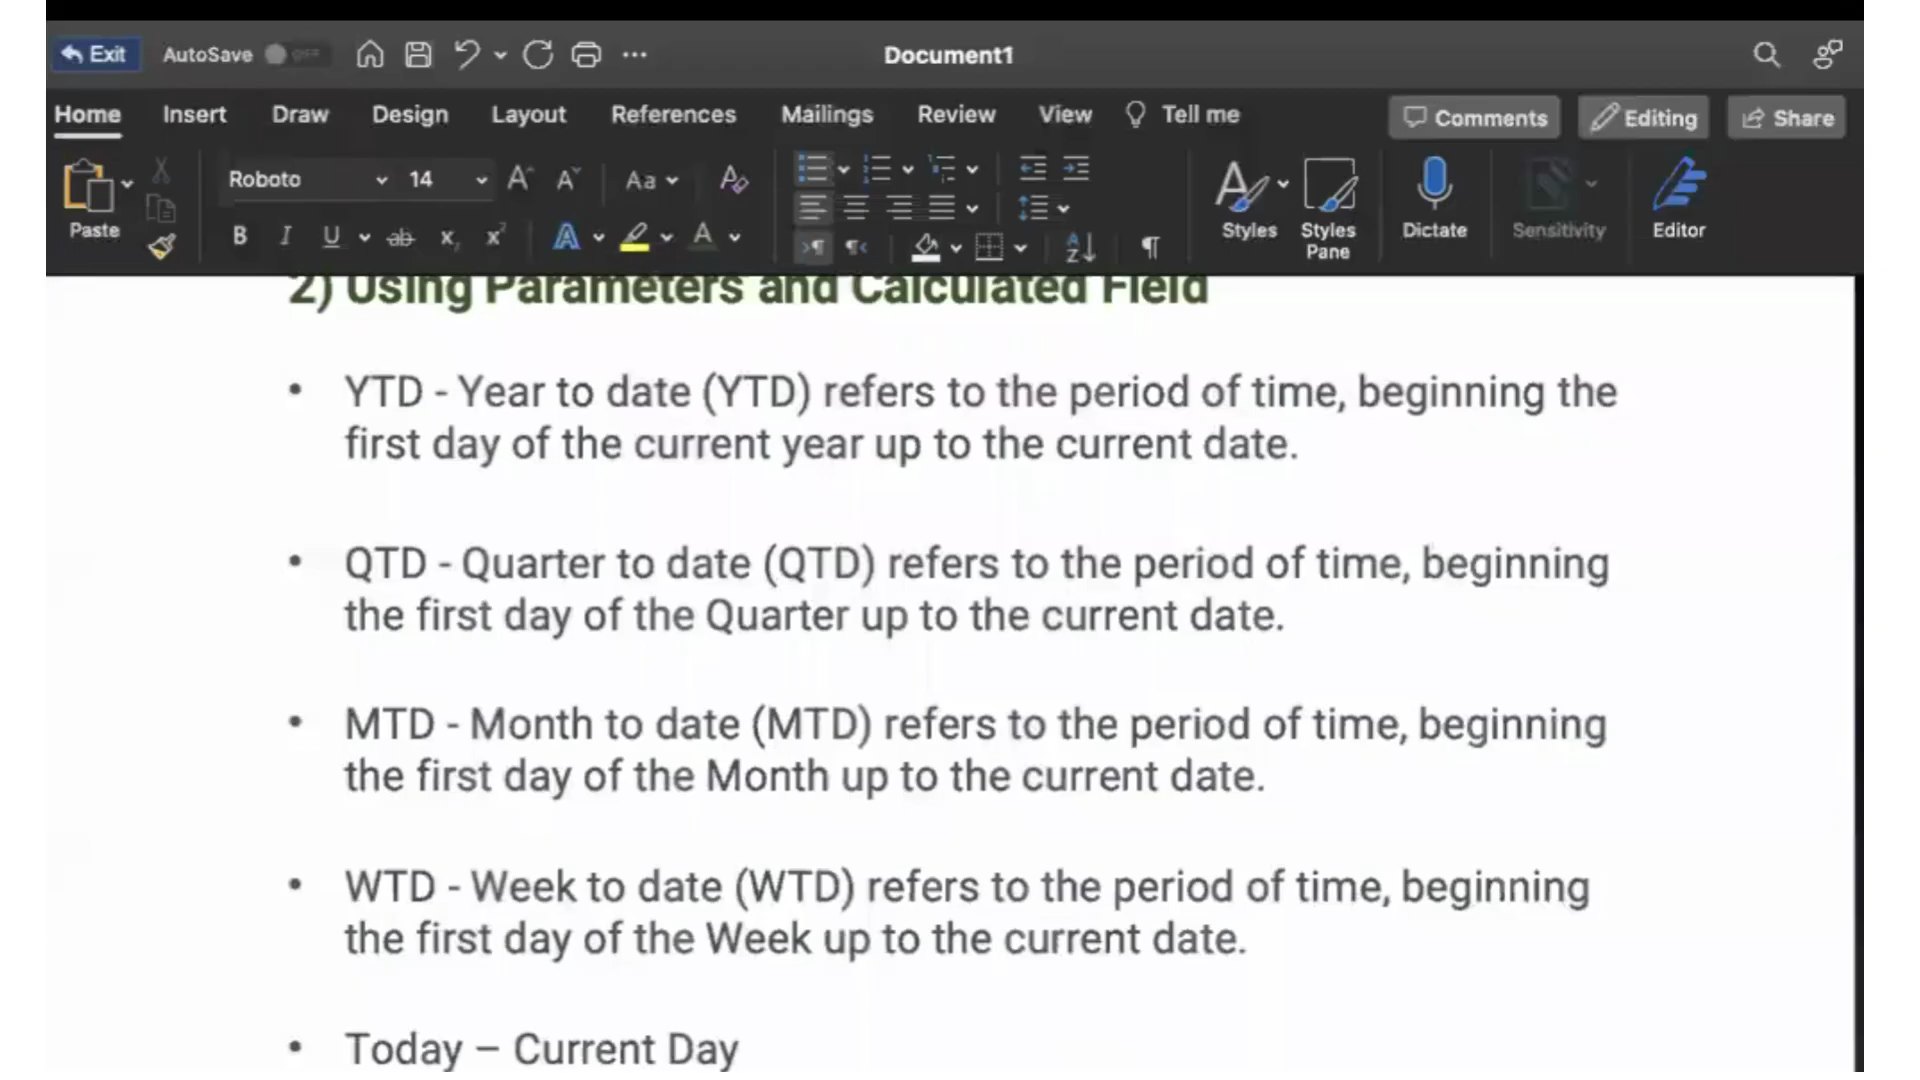 Exit AutoSave OFF Document1
Home Insert Draw Design Layout References Mailings Review View Tell me Comments Editing Share
Paste Roboto 14 Aa Styles Styles Pane Dictate Sensitivity Editor
B I U ab x x A A
2) Using Parameters and Calculated Field
• YTD - Year to date (YTD) refers to the period of time, beginning the
first day of the current year up to the current date.
• QTD - Quarter to date (QTD) refers to the period of time, beginning
the first day of the Quarter up to the current date.
• MTD - Month to date (MTD) refers to the period of time, beginning
the first day of the Month up to the current date.
• WTD - Week to date (WTD) refers to the period of time, beginning
the first day of the Week up to the current date.
• Today – Current Day